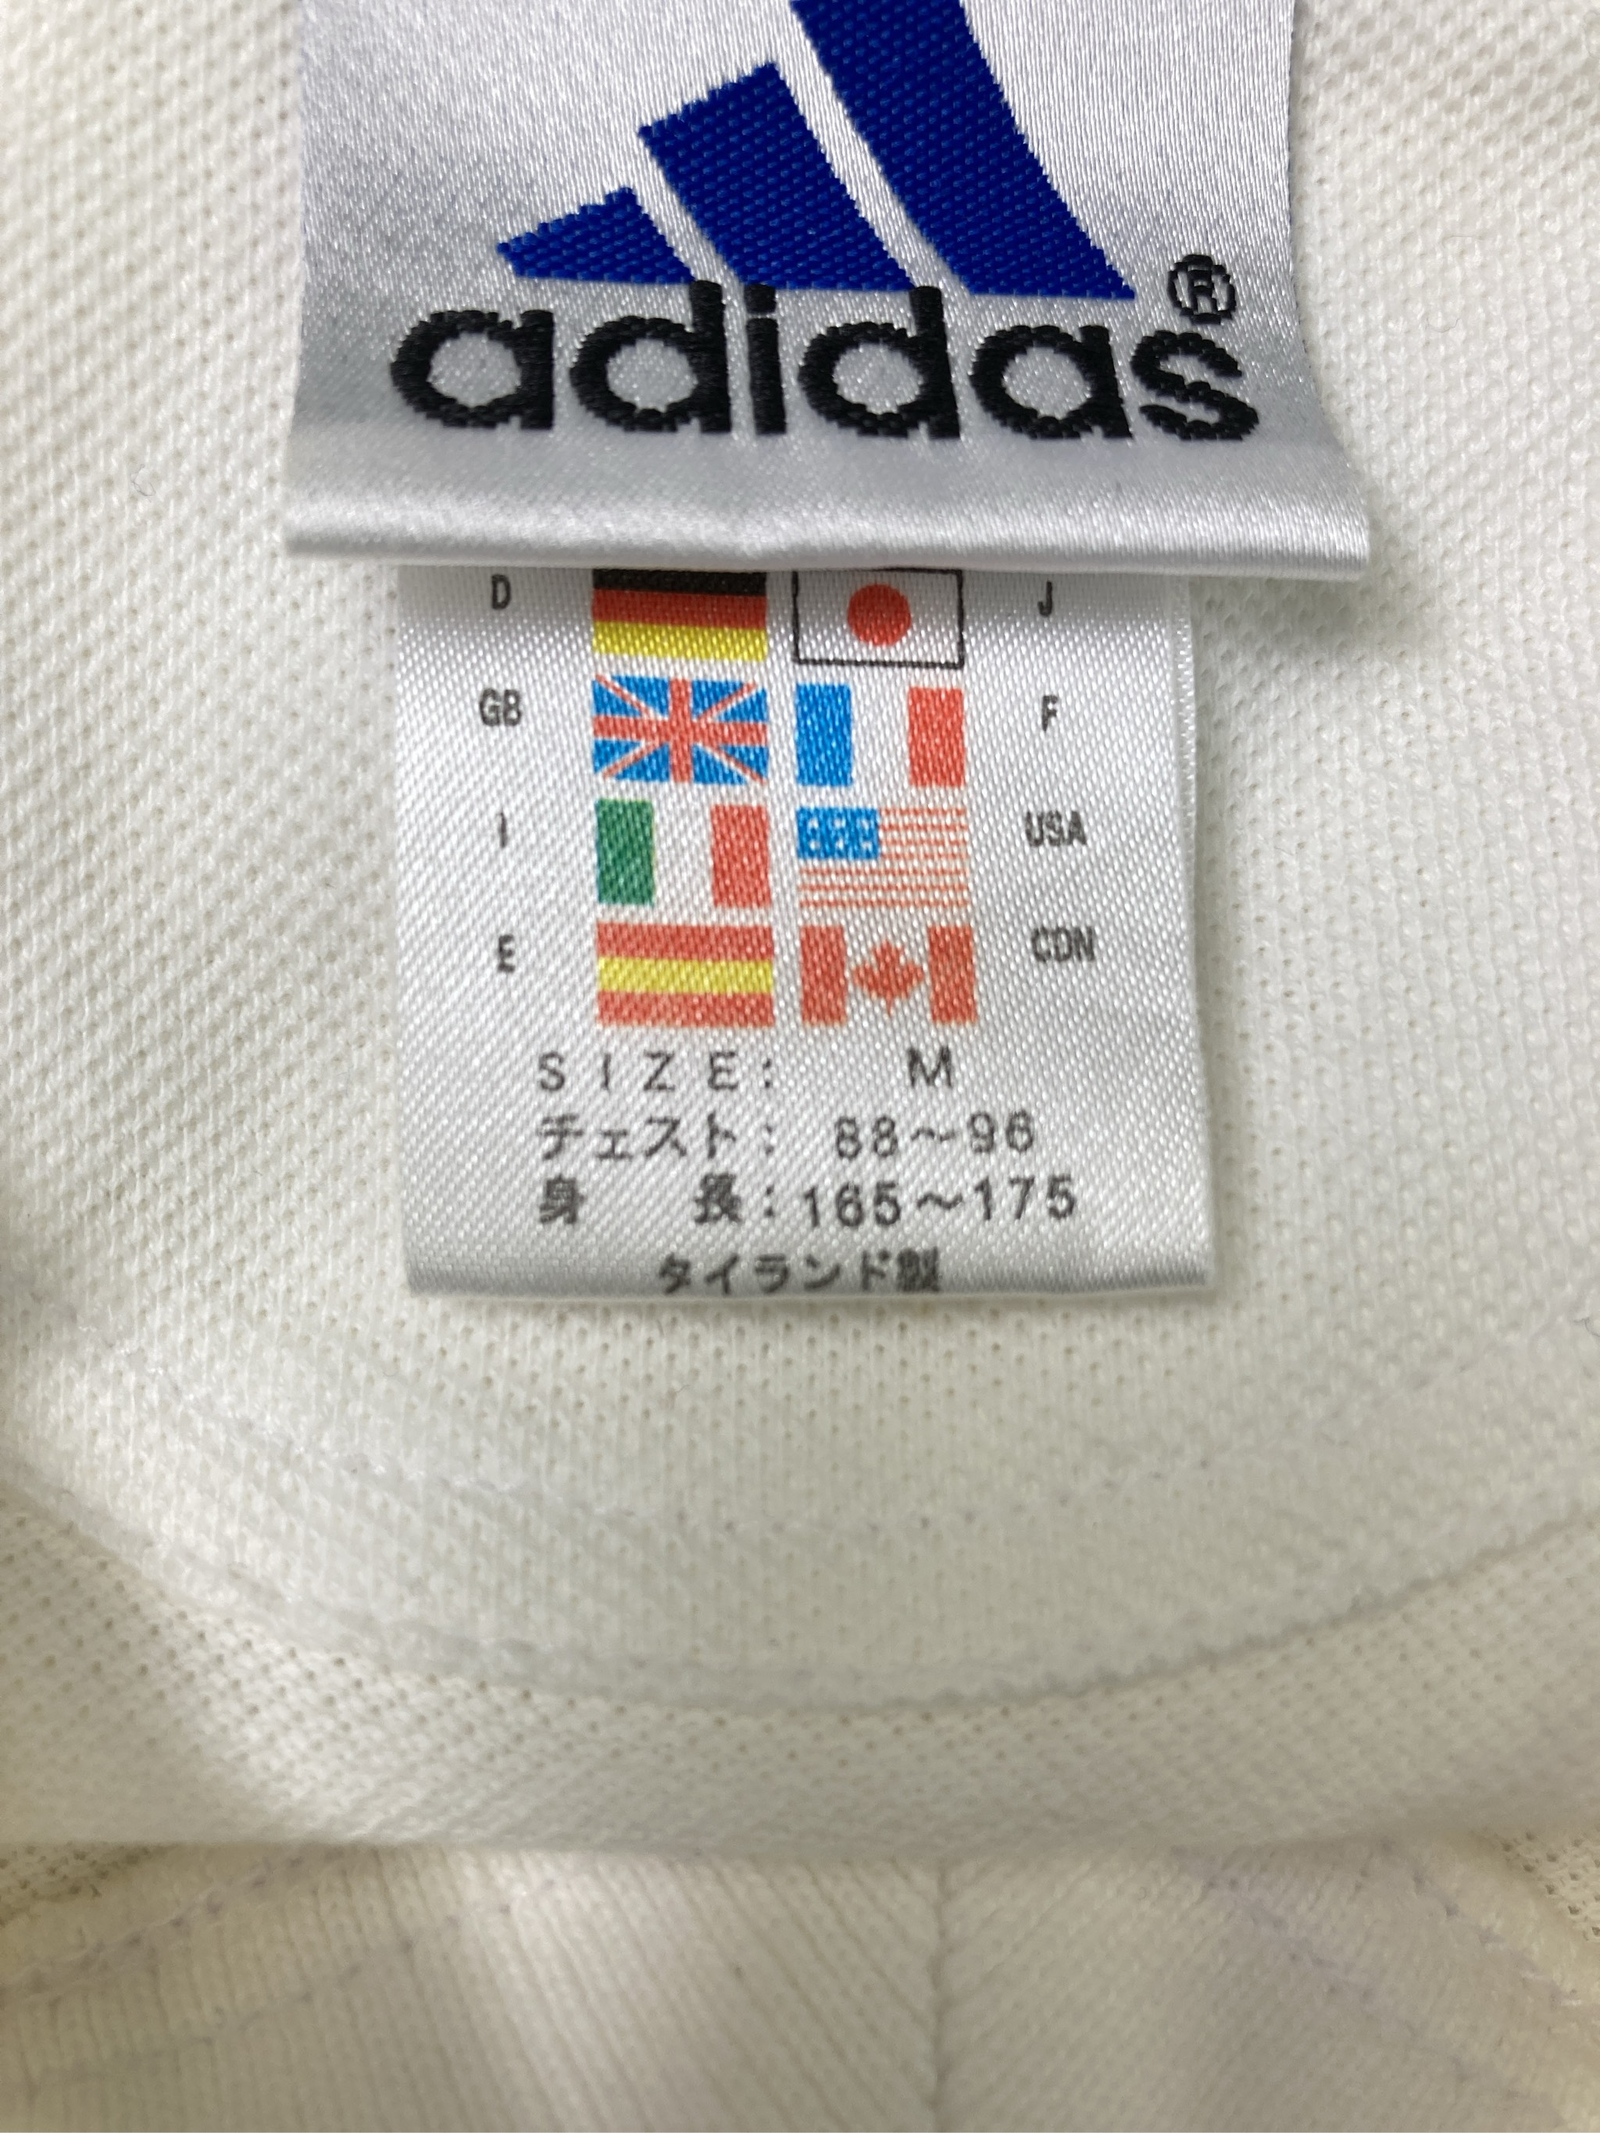 adidas®
D J
GB F
I USA
E CDN
SIZE: M
チェスト: 88～96
身長:165～175
タイランド製